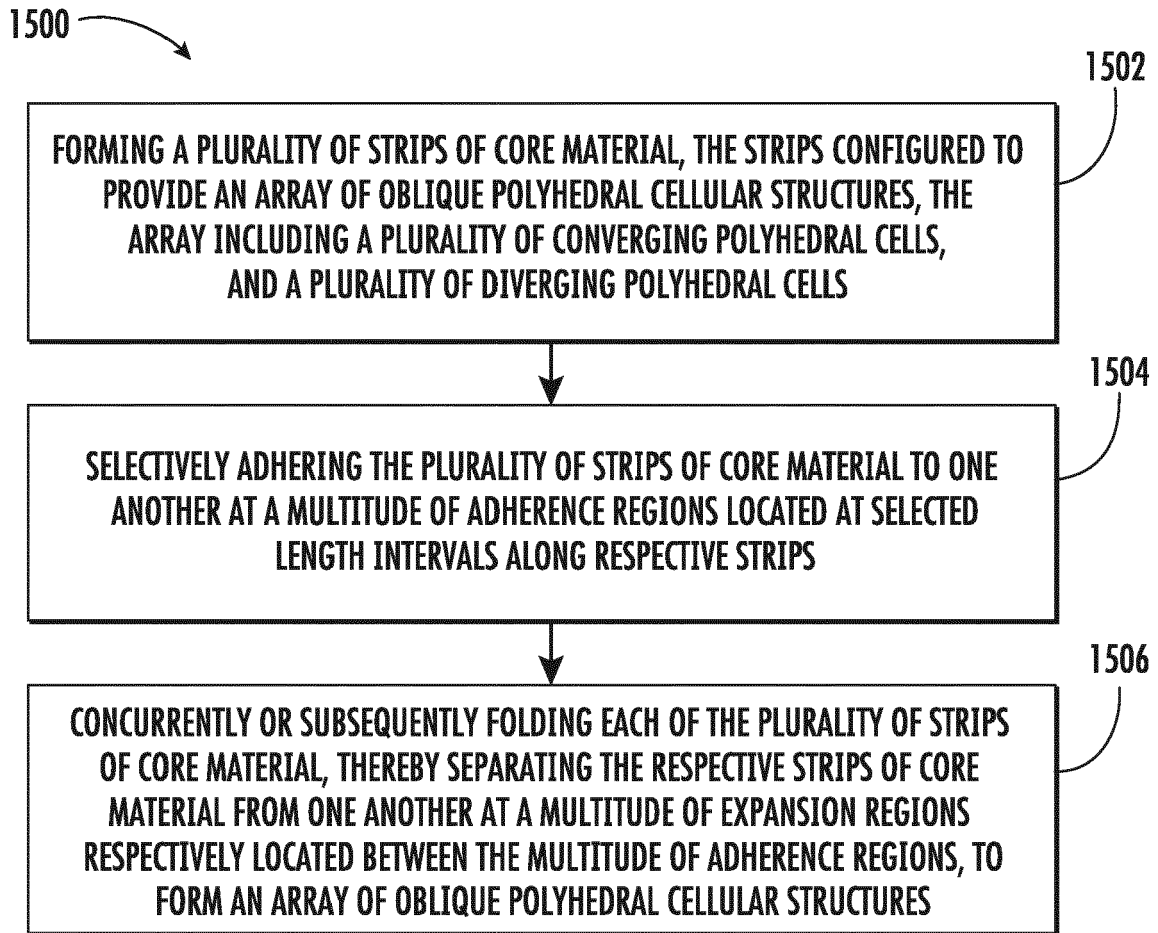 1500
1502
FORMING A PLURALITY OF STRIPS OF CORE MATERIAL, THE STRIPS CONFIGURED TO
PROVIDE AN ARRAY OF OBLIQUE POLYHEDRAL CELLULAR STRUCTURES, THE
ARRAY INCLUDING A PLURALITY OF CONVERGING POLYHEDRAL CELLS,
AND A PLURALITY OF DIVERGING POLYHEDRAL CELLS
1504
SELECTIVELY ADHERING THE PLURALITY OF STRIPS OF CORE MATERIAL TO ONE
ANOTHER AT A MULTITUDE OF ADHERENCE REGIONS LOCATED AT SELECTED
LENGTH INTERVALS ALONG RESPECTIVE STRIPS
1506
CONCURRENTLY OR SUBSEQUENTLY FOLDING EACH OF THE PLURALITY OF STRIPS
OF CORE MATERIAL, THEREBY SEPARATING THE RESPECTIVE STRIPS OF CORE
MATERIAL FROM ONE ANOTHER AT A MULTITUDE OF EXPANSION REGIONS
RESPECTIVELY LOCATED BETWEEN THE MULTITUDE OF ADHERENCE REGIONS, TO
FORM AN ARRAY OF OBLIQUE POLYHEDRAL CELLULAR STRUCTURES